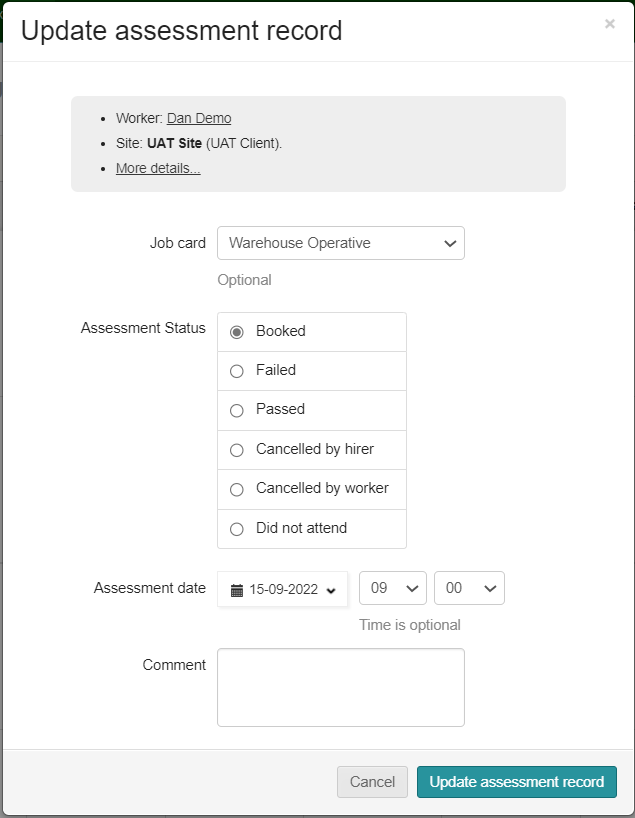 Update assessment record
×
• Worker: Dan Demo
• Site: UAT Site (UAT Client).
• More details...
Job card Warehouse Operative
Optional
Assessment Status Booked
Failed
Passed
Cancelled by hirer
Cancelled by worker
Did not attend
Assessment date 15-09-2022 09 00
Time is optional
Comment
Cancel Update assessment record